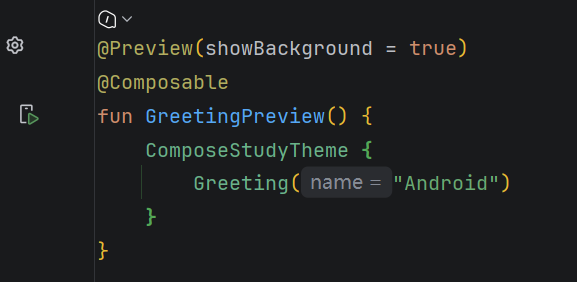 @Preview(showBackground = true)
@Composable
fun GreetingPreview() {
    ComposeStudyTheme {
        Greeting( name = "Android")
    }
}